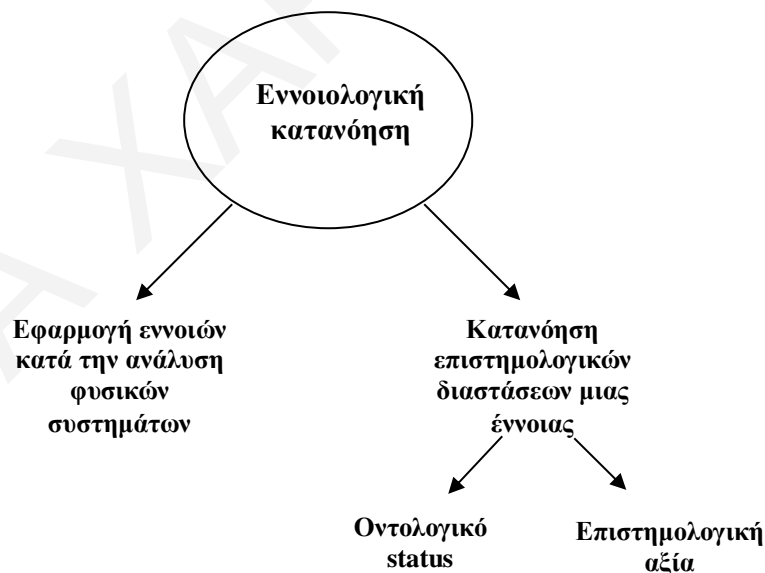 Εννοιολογική
κατανόηση
Εφαρμογή εννοιών
κατά την ανάλυση
φυσικών
συστημάτων
Κατανόηση
επιστημολογικών
διαστάσεων μιας
έννοιας
Οντολογικό
status
Επιστημολογική
αξία